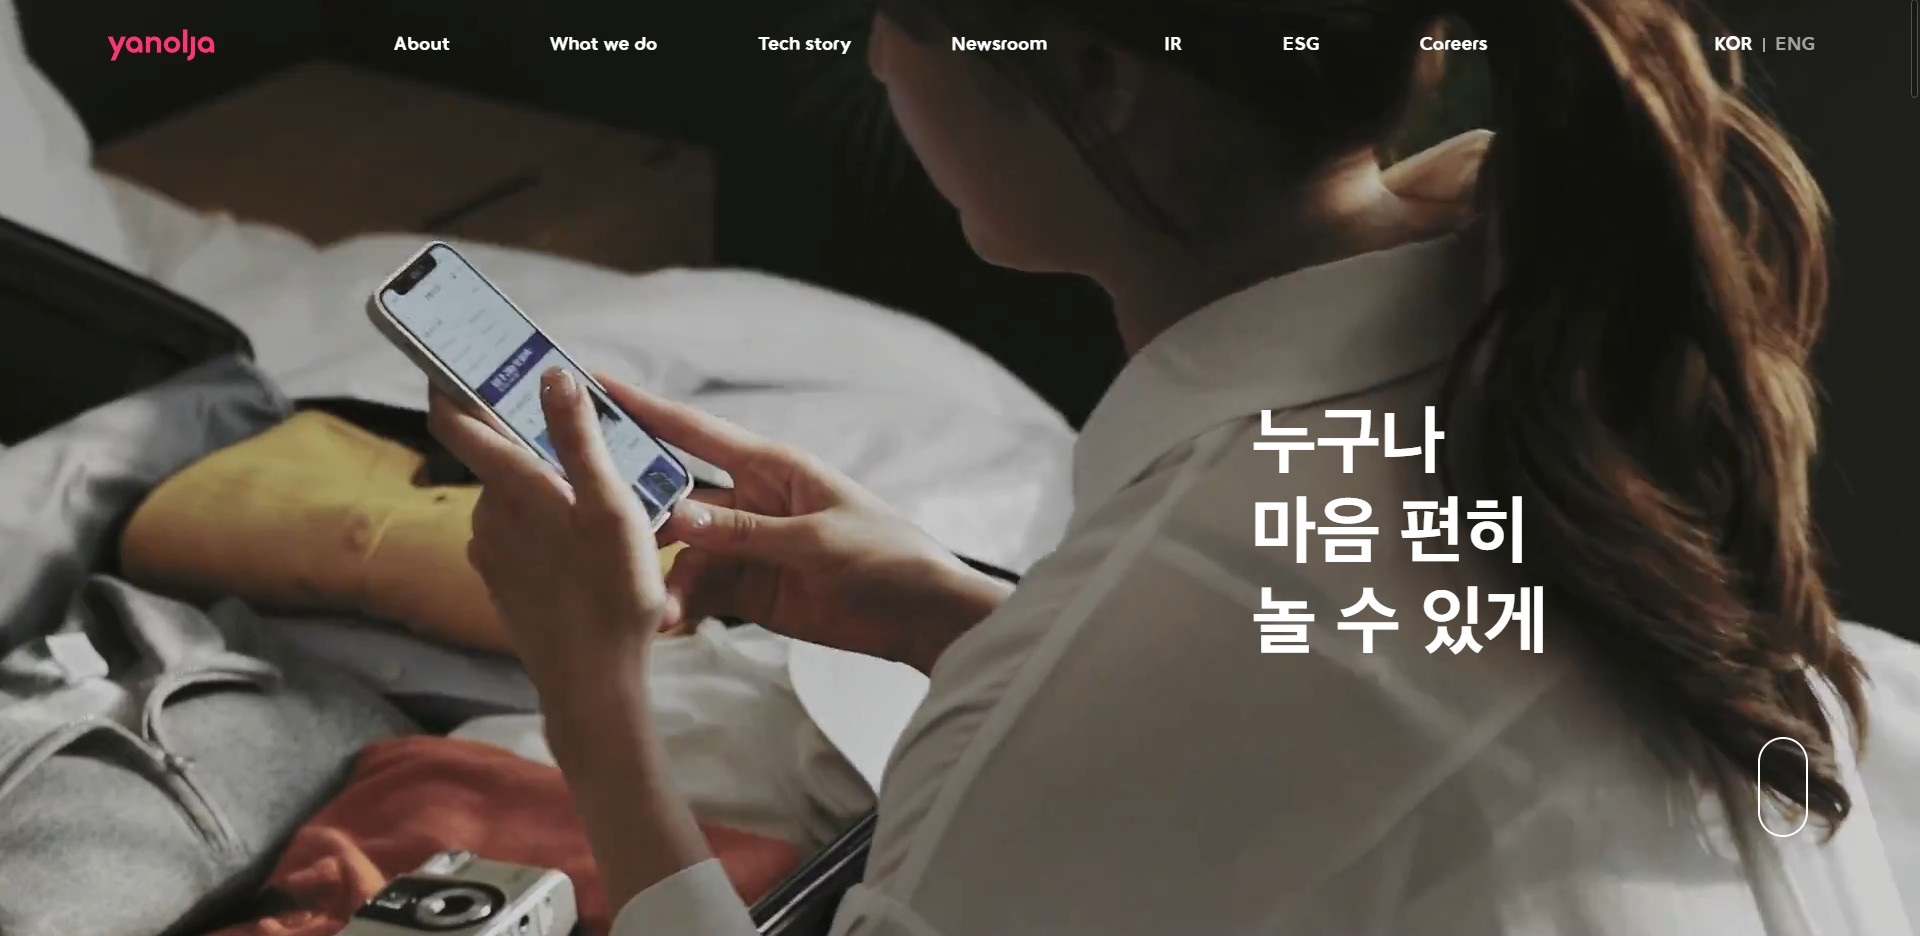 yanolja
About
What we do
Tech story
Newsroom
IR
ESG
Careers
KOR | ENG
누구나
마음 편히
놀 수 있게